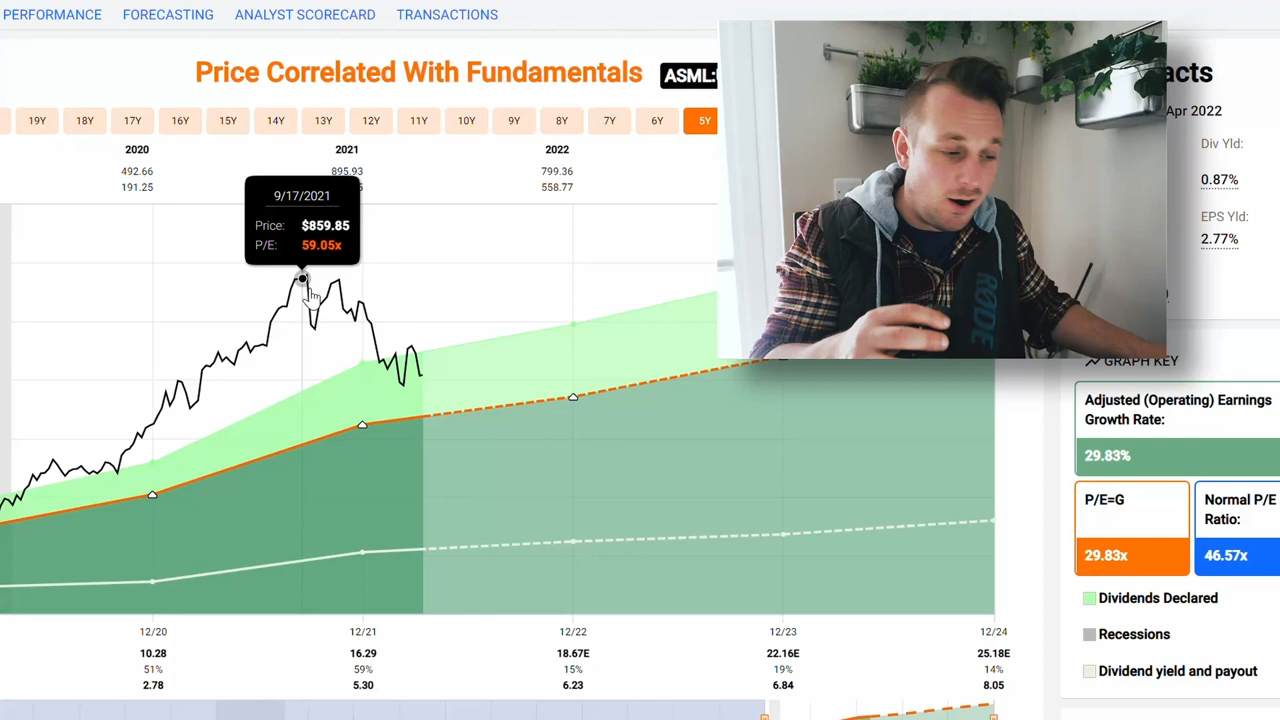 PERFORMANCE FORECASTING ANALYST SCORECARD TRANSACTIONS
Price Correlated With Fundamentals ASML:
acts
Apr 2022
19Y 18Y 17Y 16Y 15Y 14Y 13Y 12Y 11Y 10Y 9Y 8Y 7Y 6Y 5Y
2020 2021 2022
492.66 895.93 799.36
191.25 558.77
Div Yld:
0.87%
EPS Yld:
2.77%
9/17/2021
Price: $859.85
P/E: 59.05x
RØDE
GRAPH KEY
Adjusted (Operating) Earnings
Growth Rate:
29.83%
P/E=G
29.83x
Normal P/E
Ratio:
46.57x
Dividends Declared
Recessions
Dividend yield and payout
12/20 12/21 12/22 12/23 12/24
10.28 16.29 18.67E 22.16E 25.18E
51% 59% 15% 19% 14%
2.78 5.30 6.23 6.84 8.05